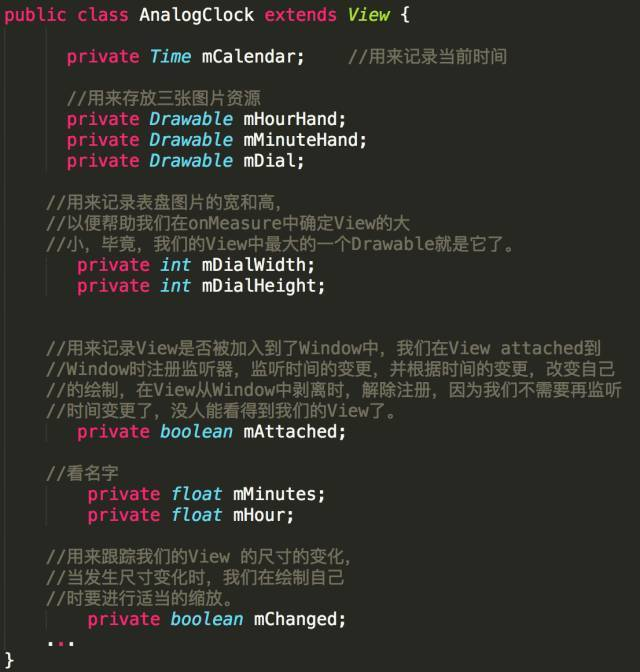 public class AnalogClock extends View {
private Time mCalendar; //用来记录当前时间
//用来存放三张图片资源
private Drawable mHourHand;
private Drawable mMinuteHand;
private Drawable mDial;
//用来记录表盘图片的宽和高，
//以便帮助我们在onMeasure中确定View的大
//小，毕竟，我们的View中最大的一个Drawable就是它了。
private int mDialWidth;
private int mDialHeight;
//用来记录View是否被加入到了Window中，我们在View attached到
//Window时注册监听器，监听时间的变更，并根据时间的变更，改变自己
//的绘制，在View从Window中剥离时，解除注册，因为我们不需要再监听
//时间变更了，没人能看得到我们的View了。
private boolean mAttached;
//看名字
private float mMinutes;
private float mHour;
//用来跟踪我们的View 的尺寸的变化，
//当发生尺寸变化时，我们在绘制自己
//时要进行适当的缩放。
private boolean mChanged;
...
}